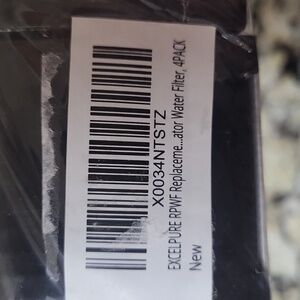 X0034NTSTZ
EXCELPURE RPWF Replaceme...ator Water Filter, 4PACK
New